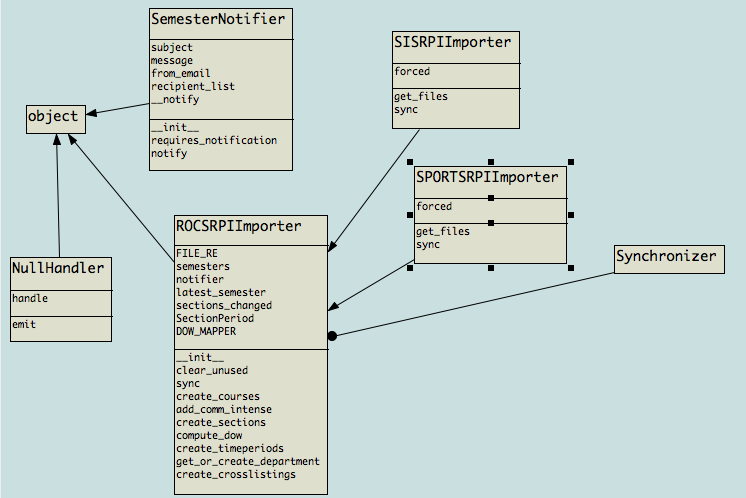 SemesterNotifier
subject
message
from_email
recipient_list
__notify
__init__
requires_notification
notify
SISRPIImporter
forced
get_files
sync
object
SPORTSRPIImporter
forced
get_files
sync
ROCSRPIImporter
FILE_RE
semesters
notifier
latest_semester
sections_changed
SectionPeriod
DOW_MAPPER
__init__
clear_unused
sync
create_courses
add_comm_intense
create_sections
compute_dow
create_timeperiods
get_or_create_department
create_crosslistings
Synchronizer
NullHandler
handle
emit